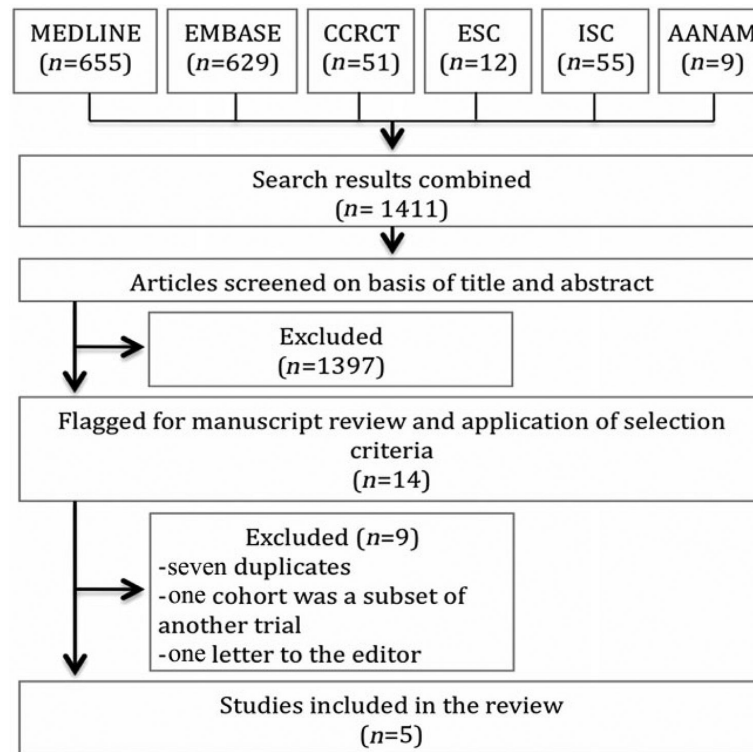 MEDLINE
(n=655)
EMBASE
(n=629)
CCRCT
(n=51)
ESC
(n=12)
ISC
(n=55)
AANAM
(n=9)
Search results combined
(n= 1411)
Articles screened on basis of title and abstract
Excluded
(n=1397)
Flagged for manuscript review and application of selection
criteria
(n=14)
Excluded (n=9)
-seven duplicates
-one cohort was a subset of
another trial
-one letter to the editor
Studies included in the review
(n=5)